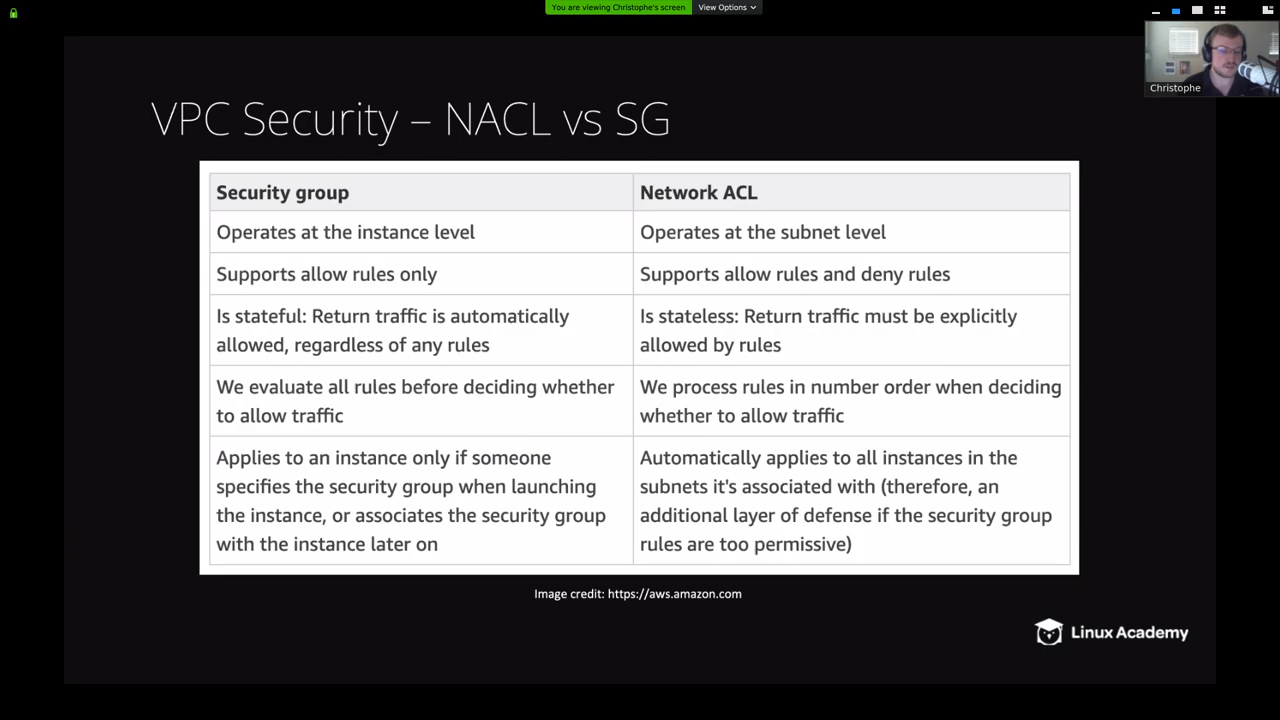 You are viewing Christophe's screen
View Options
Christophe
VPC Security – NACL vs SG
Security group
Network ACL
Operates at the instance level
Operates at the subnet level
Supports allow rules only
Supports allow rules and deny rules
Is stateful: Return traffic is automatically
allowed, regardless of any rules
Is stateless: Return traffic must be explicitly
allowed by rules
We evaluate all rules before deciding whether
to allow traffic
We process rules in number order when deciding
whether to allow traffic
Applies to an instance only if someone
specifies the security group when launching
the instance, or associates the security group
with the instance later on
Automatically applies to all instances in the
subnets it's associated with (therefore, an
additional layer of defense if the security group
rules are too permissive)
Image credit: https://aws.amazon.com
Linux Academy